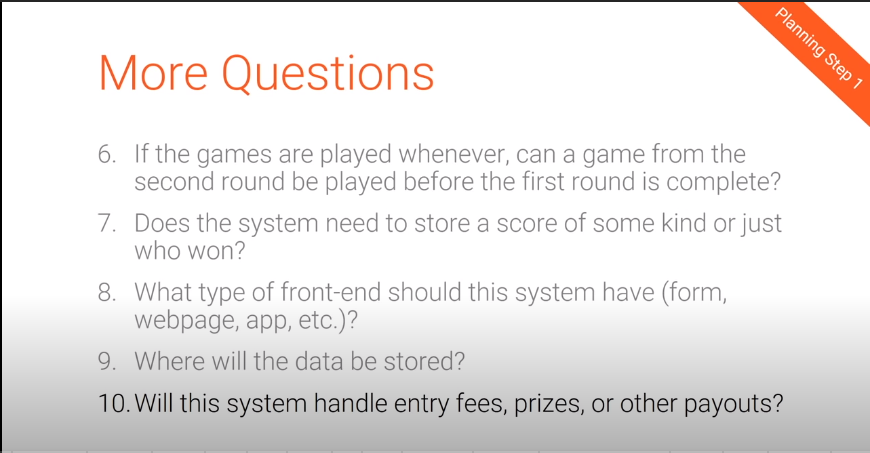 Planning Step 1
More Questions
6. If the games are played whenever, can a game from the
second round be played before the first round is complete?
7. Does the system need to store a score of some kind or just
who won?
8. What type of front-end should this system have (form,
webpage, app, etc.)?
9. Where will the data be stored?
10. Will this system handle entry fees, prizes, or other payouts?